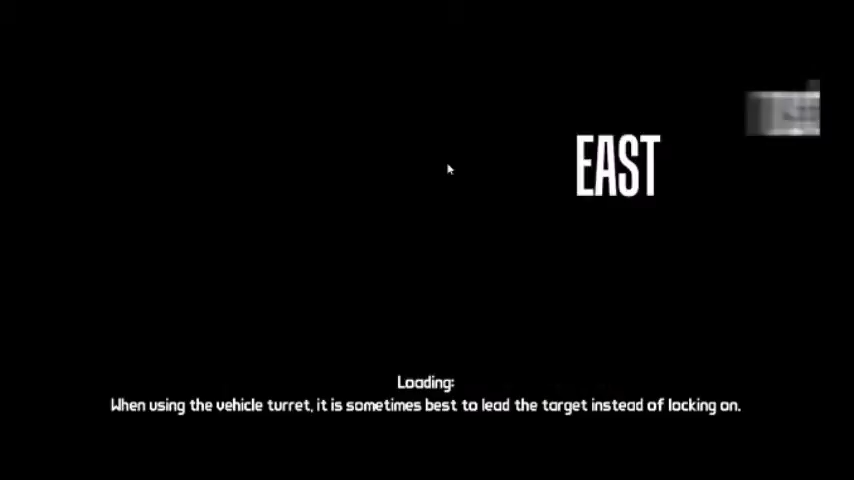 EAST
Loading:
When using the vehicle turret, it is sometimes best to lead the target instead of locking on.